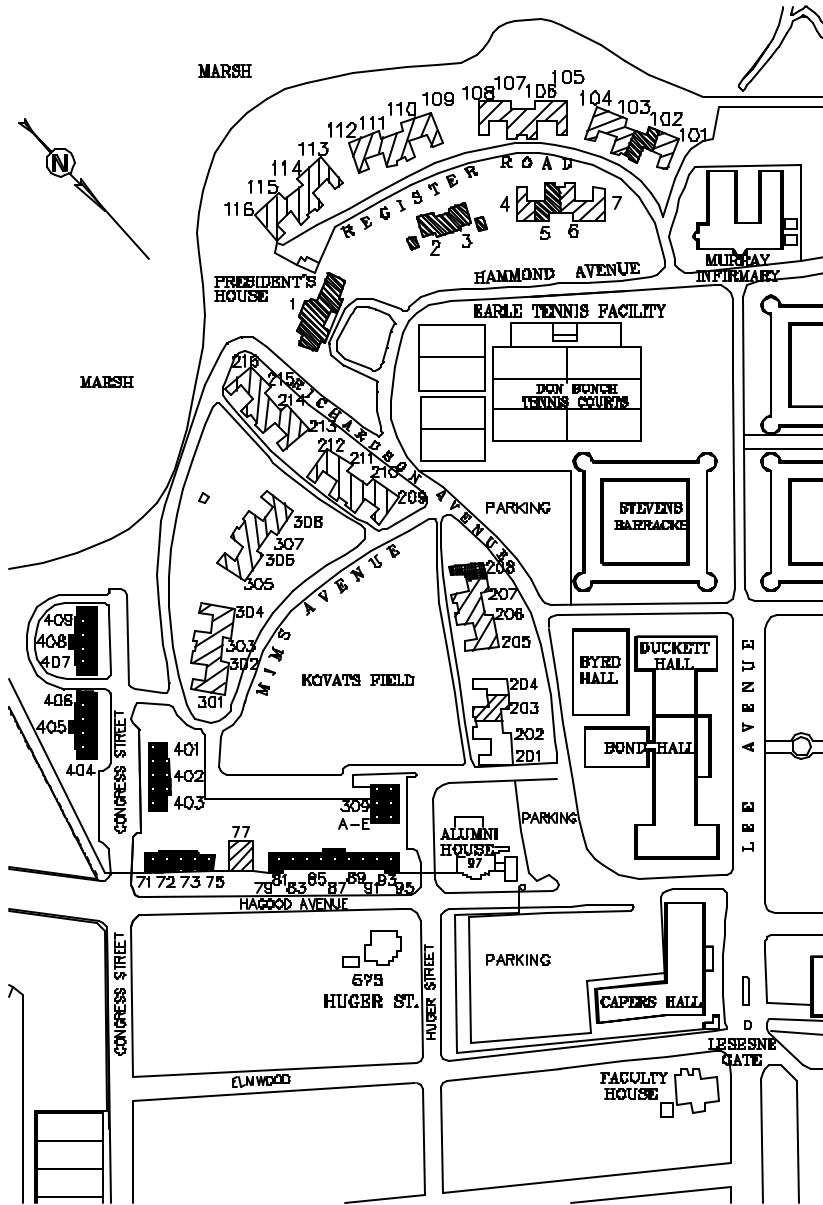 MARSH
105
107
108
106
109
104
110
103
111
102
112
101
113
114
115
116
N
REGISTER ROAD
4
5
6
7
2
3
MURRAY
INFIRMARY
HAMMOND AVENUE
PRESIDENT'S
HOUSE
1
EARLE TENNIS FACILITY
MARSH
216
215
214
213
212
211
210
209
RICHARDSON AVENUE
DON BUNCH
TENNIS COURTS
PARKING
STEVENS
BARRACKS
308
307
306
305
MIMS AVENUE
208
207
206
205
304
303
302
301
409
408
407
406
405
404
BYRD
HALL
DUCKETT
HALL
KOVATS FIELD
204
203
202
201
LEE AVENUE
BOND HALL
CONGRESS STREET
401
402
403
309
A-E
PARKING
77
ALUMNI
HOUSE
97
71 72 73 75
79 81 83 85 87 89 91 93 95
HAGOOD AVENUE
CONGRESS STREET
HUGER STREET
PARKING
675
HUGER ST.
CAPERS HALL
D
LESESNE
GATE
ELMWOOD
FACULTY
HOUSE